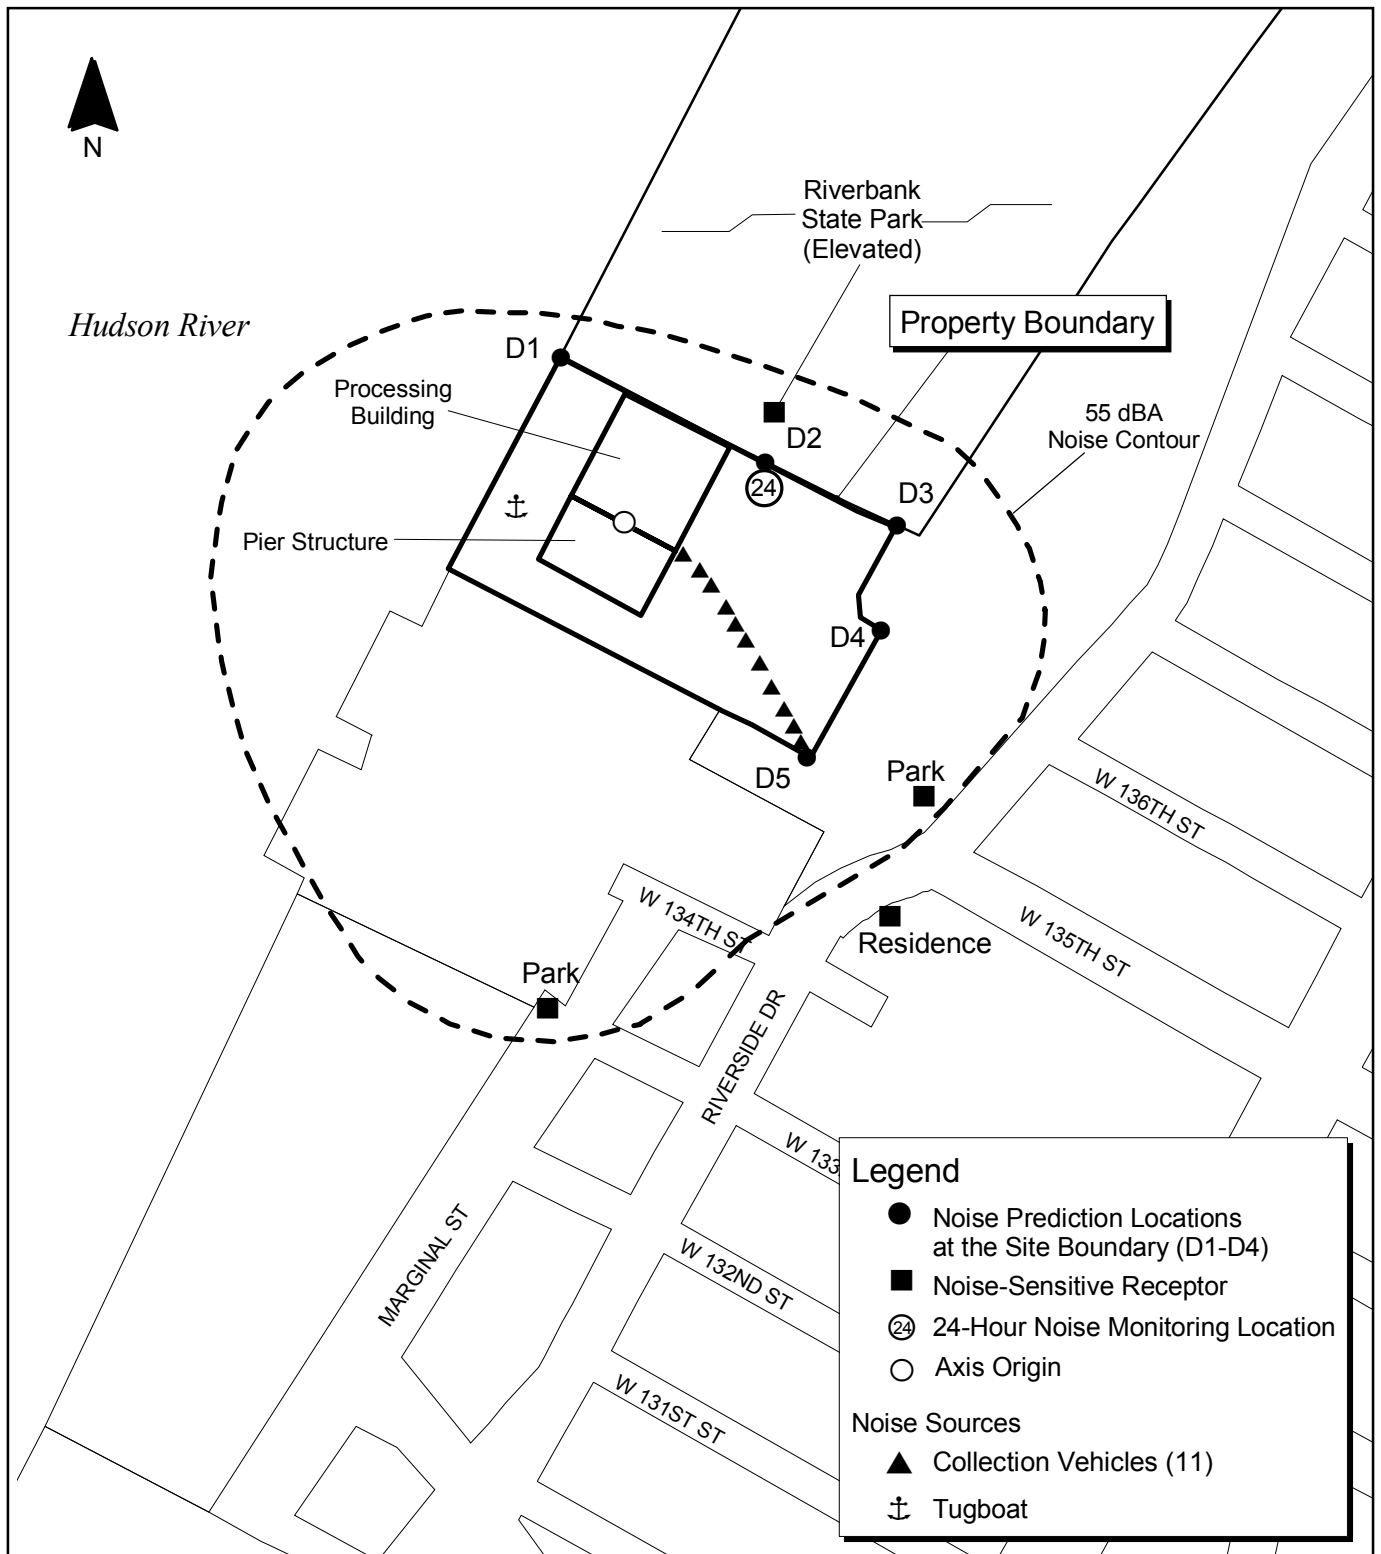 N
Riverbank
State Park
(Elevated)
Hudson River
Property Boundary
D1
Processing
Building
55 dBA
Noise Contour
D2
24
D3
Pier Structure
D4
D5
Park
W 136TH ST
W 134TH ST
Residence
W 135TH ST
Park
RIVERSIDE DR
W 133
MARGINAL ST
W 132ND ST
W 131ST ST
Legend
Noise Prediction Locations
at the Site Boundary (D1-D4)
Noise-Sensitive Receptor
24 24-Hour Noise Monitoring Location
Axis Origin
Noise Sources
Collection Vehicles (11)
Tugboat